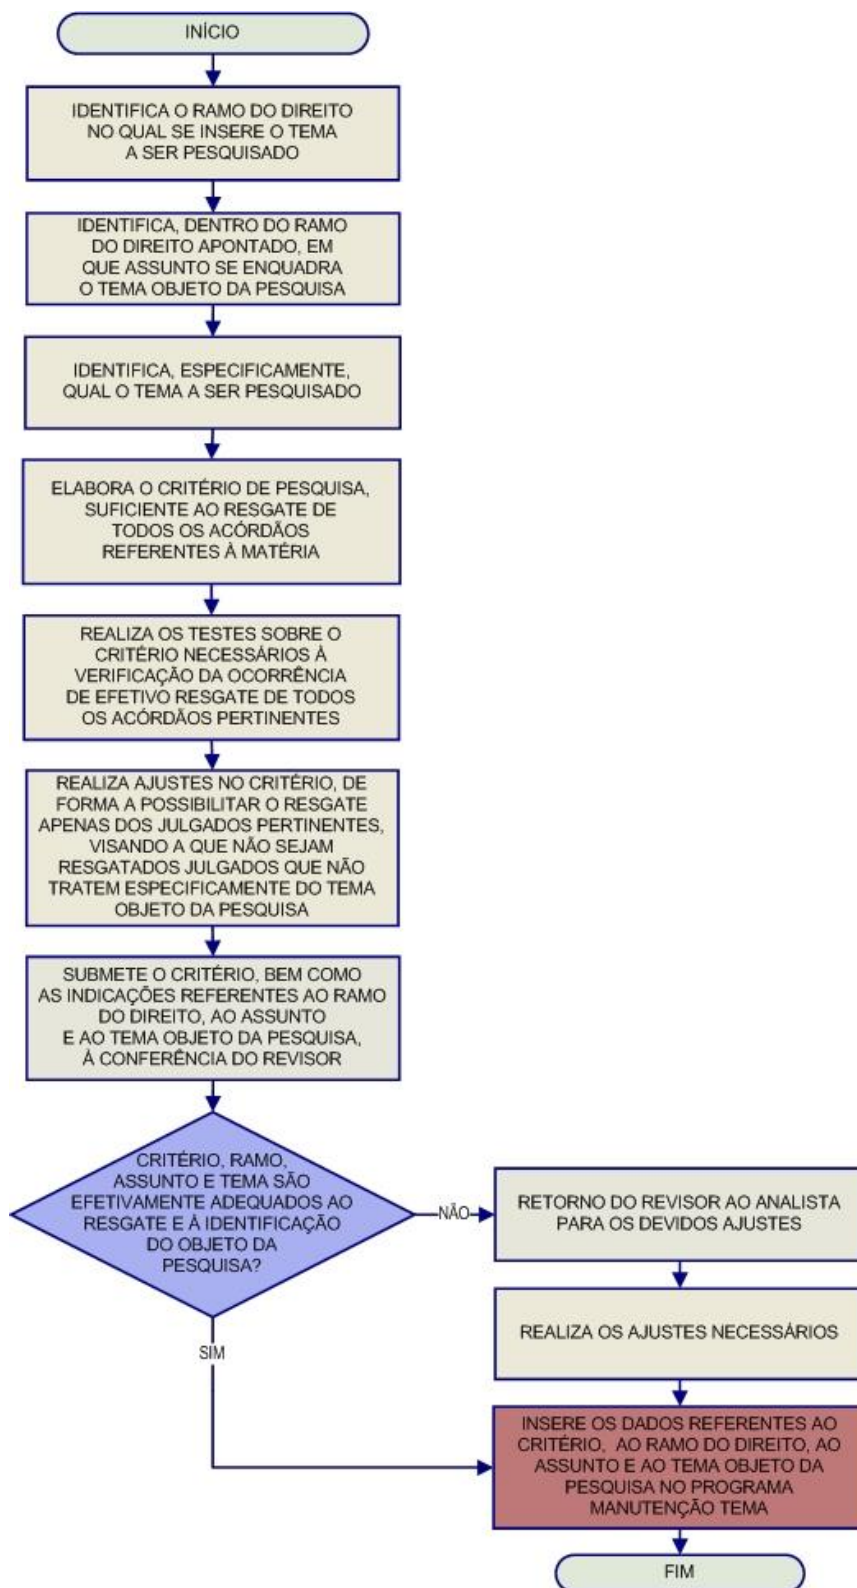 INÍCIO
IDENTIFICA O RAMO DO DIREITO
NO QUAL SE INSERE O TEMA
A SER PESQUISADO
IDENTIFICA, DENTRO DO RAMO
DO DIREITO APONTADO, EM
QUE ASSUNTO SE ENQUADRA
O TEMA OBJETO DA PESQUISA
IDENTIFICA, ESPECIFICAMENTE,
QUAL O TEMA A SER PESQUISADO
ELABORA O CRITÉRIO DE PESQUISA,
SUFICIENTE AO RESGATE DE
TODOS OS ACÓRDÃOS
REFERENTES À MATÉRIA
REALIZA OS TESTES SOBRE O
CRITÉRIO NECESSÁRIOS À
VERIFICAÇÃO DA OCORRÊNCIA
DE EFETIVO RESGATE DE TODOS
OS ACÓRDÃOS PERTINENTES
REALIZA AJUSTES NO CRITÉRIO, DE
FORMA A POSSIBILITAR O RESGATE
APENAS DOS JULGADOS PERTINENTES,
VISANDO A QUE NÃO SEJAM
RESGATADOS JULGADOS QUE NÃO
TRATEM ESPECIFICAMENTE DO TEMA
OBJETO DA PESQUISA
SUBMETE O CRITÉRIO, BEM COMO
AS INDICAÇÕES REFERENTES AO RAMO
DO DIREITO, AO ASSUNTO
E AO TEMA OBJETO DA PESQUISA,
À CONFERÊNCIA DO REVISOR
CRITÉRIO, RAMO,
ASSUNTO E TEMA SÃO
EFETIVAMENTE ADEQUADOS AO
RESGATE E À IDENTIFICAÇÃO
DO OBJETO DA
PESQUISA?
NÃO
RETORNO DO REVISOR AO ANALISTA
PARA OS DEVIDOS AJUSTES
REALIZA OS AJUSTES NECESSÁRIOS
SIM
INSERE OS DADOS REFERENTES AO
CRITÉRIO, AO RAMO DO DIREITO, AO
ASSUNTO E AO TEMA OBJETO DA
PESQUISA NO PROGRAMA
MANUTENÇÃO TEMA
FIM